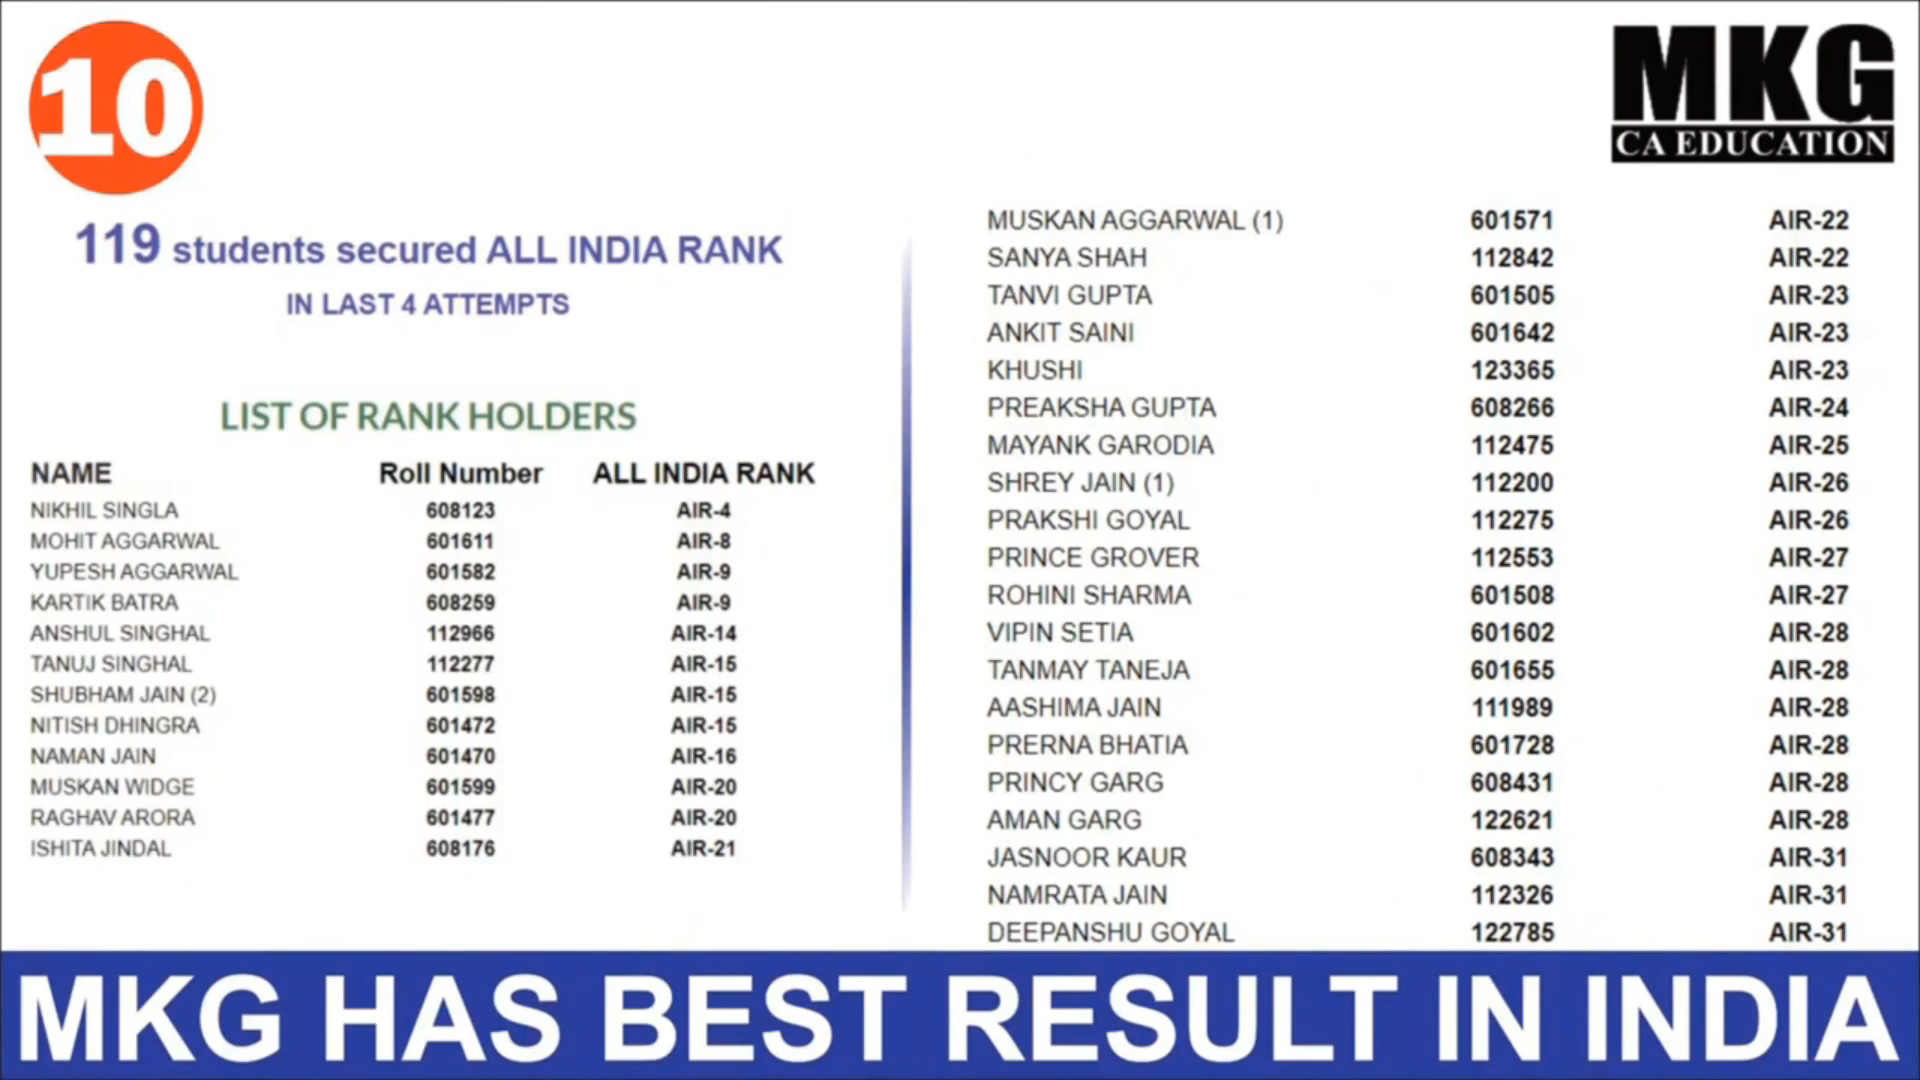 10
MKG
CA EDUCATION
119 students secured ALL INDIA RANK
IN LAST 4 ATTEMPTS
LIST OF RANK HOLDERS
NAME Roll Number ALL INDIA RANK
NIKHIL SINGLA 608123 AIR-4
MOHIT AGGARWAL 601611 AIR-8
YUPESH AGGARWAL 601582 AIR-9
KARTIK BATRA 608259 AIR-9
ANSHUL SINGHAL 112966 AIR-14
TANUJ SINGHAL 112277 AIR-15
SHUBHAM JAIN (2) 601598 AIR-15
NITISH DHINGRA 601472 AIR-15
NAMAN JAIN 601470 AIR-16
MUSKAN WIDGE 601599 AIR-20
RAGHAV ARORA 601477 AIR-20
ISHITA JINDAL 608176 AIR-21
MUSKAN AGGARWAL (1) 601571 AIR-22
SANYA SHAH 112842 AIR-22
TANVI GUPTA 601505 AIR-23
ANKIT SAINI 601642 AIR-23
KHUSHI 123365 AIR-23
PREAKSHA GUPTA 608266 AIR-24
MAYANK GARODIA 112475 AIR-25
SHREY JAIN (1) 112200 AIR-26
PRAKSHI GOYAL 112275 AIR-26
PRINCE GROVER 112553 AIR-27
ROHINI SHARMA 601508 AIR-27
VIPIN SETIA 601602 AIR-28
TANMAY TANEJA 601655 AIR-28
AASHIMA JAIN 111989 AIR-28
PRERNA BHATIA 601728 AIR-28
PRINCY GARG 608431 AIR-28
AMAN GARG 122621 AIR-28
JASNOOR KAUR 608343 AIR-31
NAMRATA JAIN 112326 AIR-31
DEEPANSHU GOYAL 122785 AIR-31
MKG HAS BEST RESULT IN INDIA